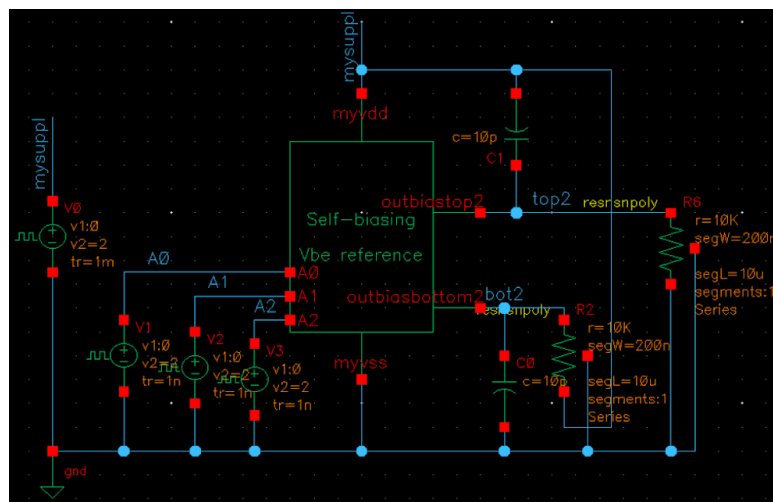 mysuppl
mysuppl
myvdd
c=10p
C1
outbiastop2
top2
resrsnpoly
R6
r=10K
segW=200n
segL=10u
segments:1
Series
Self-biasing
Vbe reference
V0
v1:0
v2=2
tr=1m
A0
A1
A2
A0
A1
A2
outbiasbottom2
bot2
resrsnpoly
R2
r=10K
segW=200n
segL=10u
segments:1
Series
V1
v1:0
v2=2
tr=1n
V2
v1:0
v2=2
tr=1n
V3
v1:0
v2=2
tr=1n
myvss
C0
c=10p
gnd